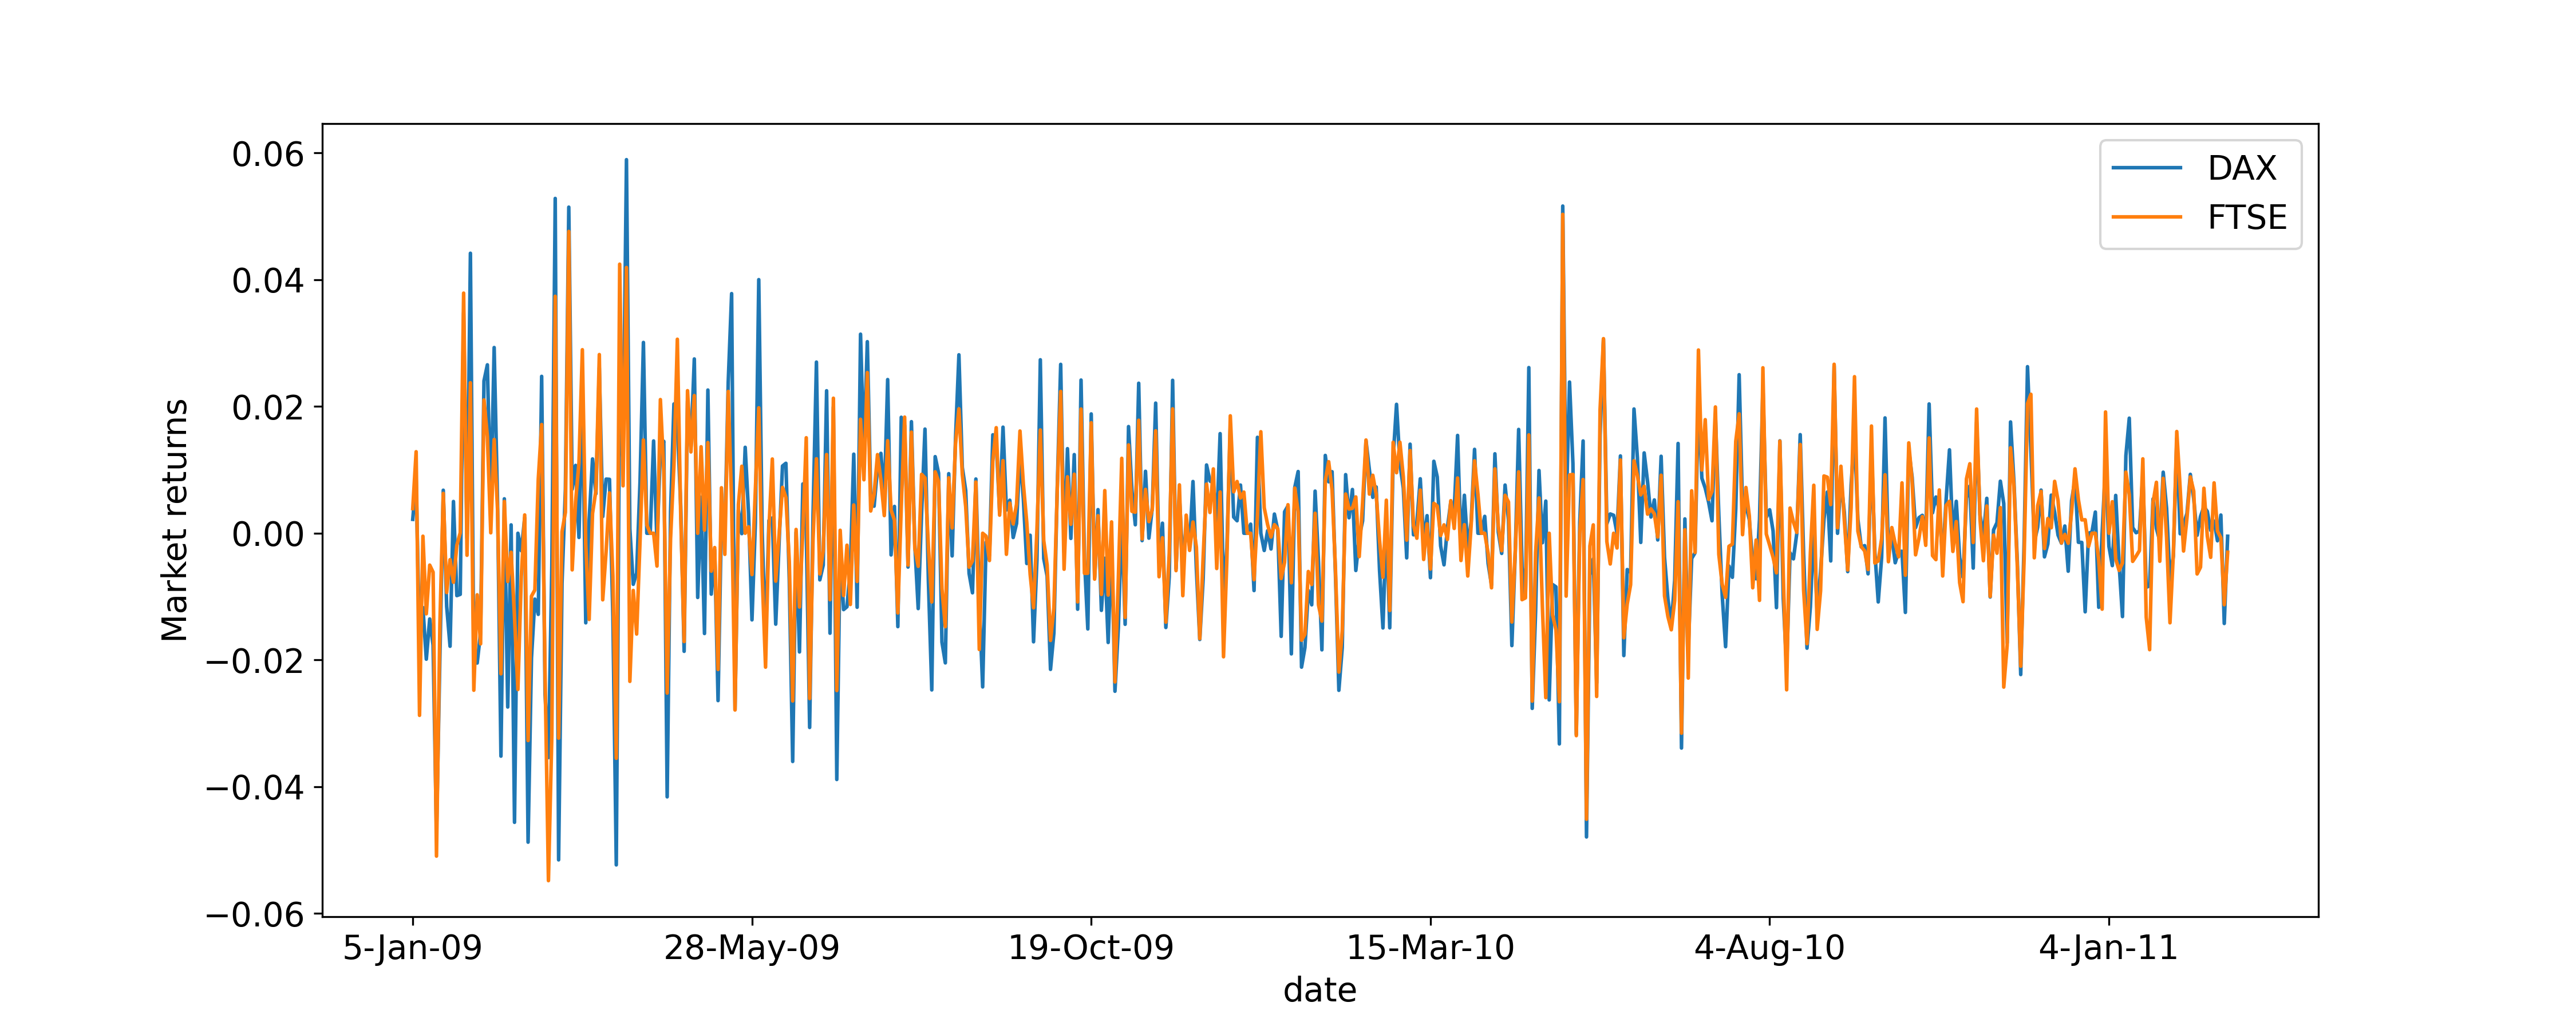 DAX
FTSE
Market returns
0.06
0.04
0.02
0.00
−0.02
−0.04
−0.06
5-Jan-09 28-May-09 19-Oct-09 15-Mar-10 4-Aug-10 4-Jan-11
date